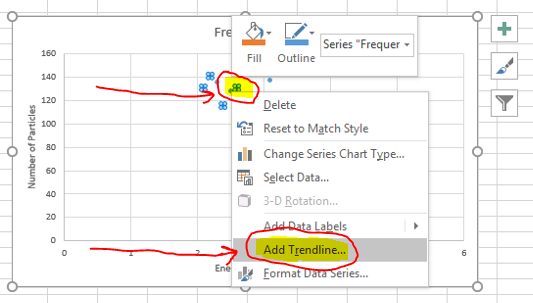 Fre
Fill
Outline
Series "Frequer
160
140
120
100
80
60
40
20
0
Number of Particles
0
1
2
6
Ene
Delete
Reset to Match Style
Change Series Chart Type...
Select Data...
3-D Rotation...
Add Data Labels
Add Trendline...
Format Data Series...